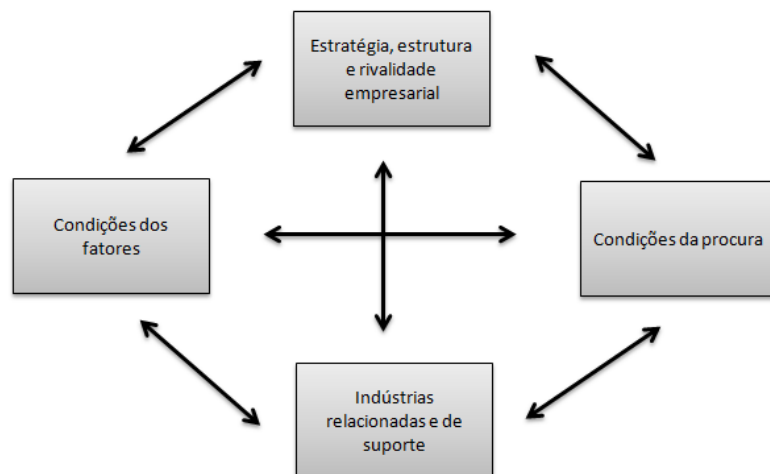 Estratégia, estrutura
e rivalidade
empresarial
Condições dos
fatores
Condições da procura
Indústrias
relacionadas e de
suporte